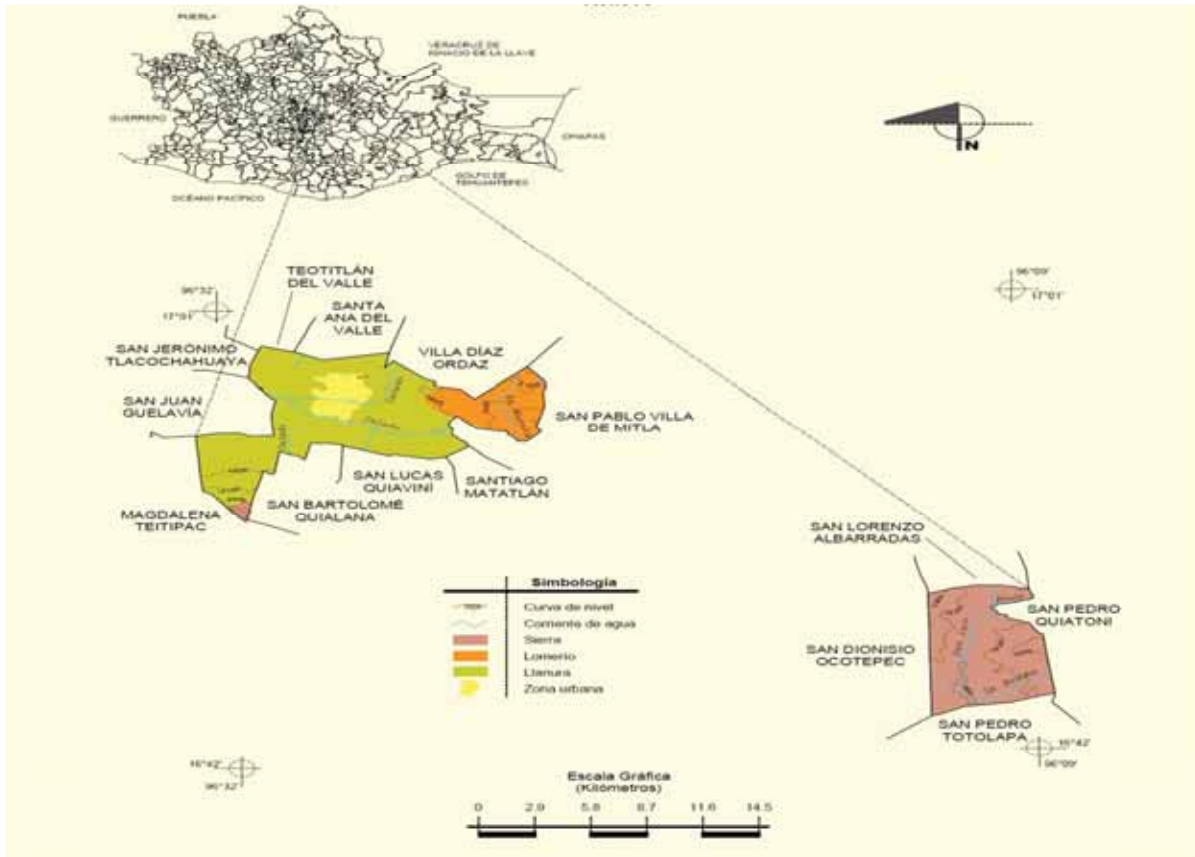 PUEBLA
VERACRUZ DE
IGNACIO DE LA LLAVE
GUERRERO
CHIAPAS
GOLFO DE
TEHUANTEPEC
OCÉANO PACÍFICO
N
96°32'
17°01'
96°09'
17°01'
TEOTITLÁN
DEL VALLE
SANTA
ANA DEL
VALLE
SAN JERÓNIMO
TLACOCHAHUAYA
VILLA DÍAZ
ORDAZ
SAN JUAN
GUELAVÍA
SAN PABLO VILLA
DE MITLA
SAN LUCAS
QUIAVINÍ
SANTIAGO
MATATLÁN
SAN BARTOLOMÉ
QUIALANA
MAGDALENA
TEITIPAC
SAN LORENZO
ALBARRADAS
SAN PEDRO
QUIATONI
SAN DIONISIO
OCOTEPEC
SAN PEDRO
TOTOLAPA
Simbología
Curva de nivel
Corriente de agua
Sierra
Lomerío
Llanura
Zona urbana
16°42'
96°32'
16°42'
96°09'
Escala Gráfica
(Kilómetros)
0 2.9 5.8 8.7 11.6 14.5